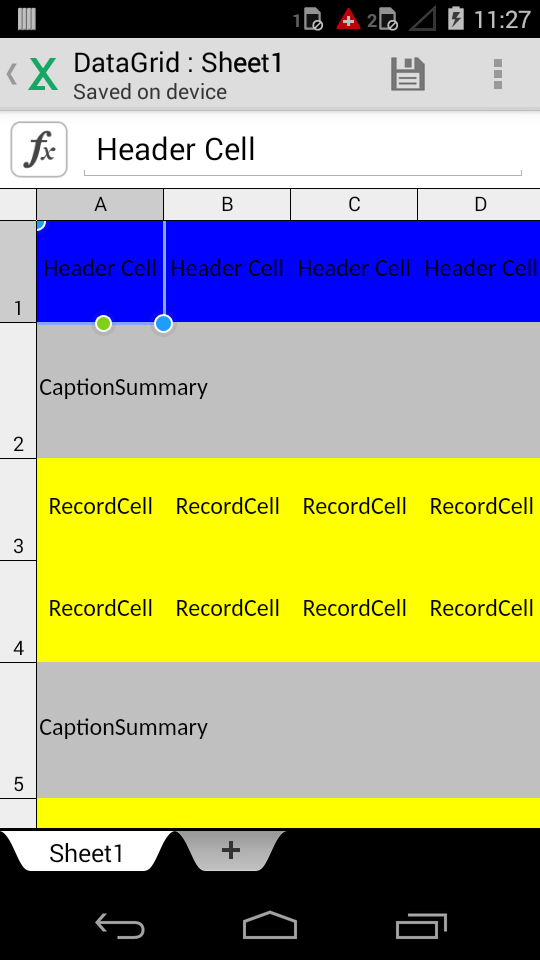 1 2 11:27
DataGrid : Sheet1
Saved on device
fx Header Cell
A B C D
1 Header Cell Header Cell Header Cell Header Cell
2 CaptionSummary
3 RecordCell RecordCell RecordCell RecordCell
4 RecordCell RecordCell RecordCell RecordCell
5 CaptionSummary
Sheet1 +